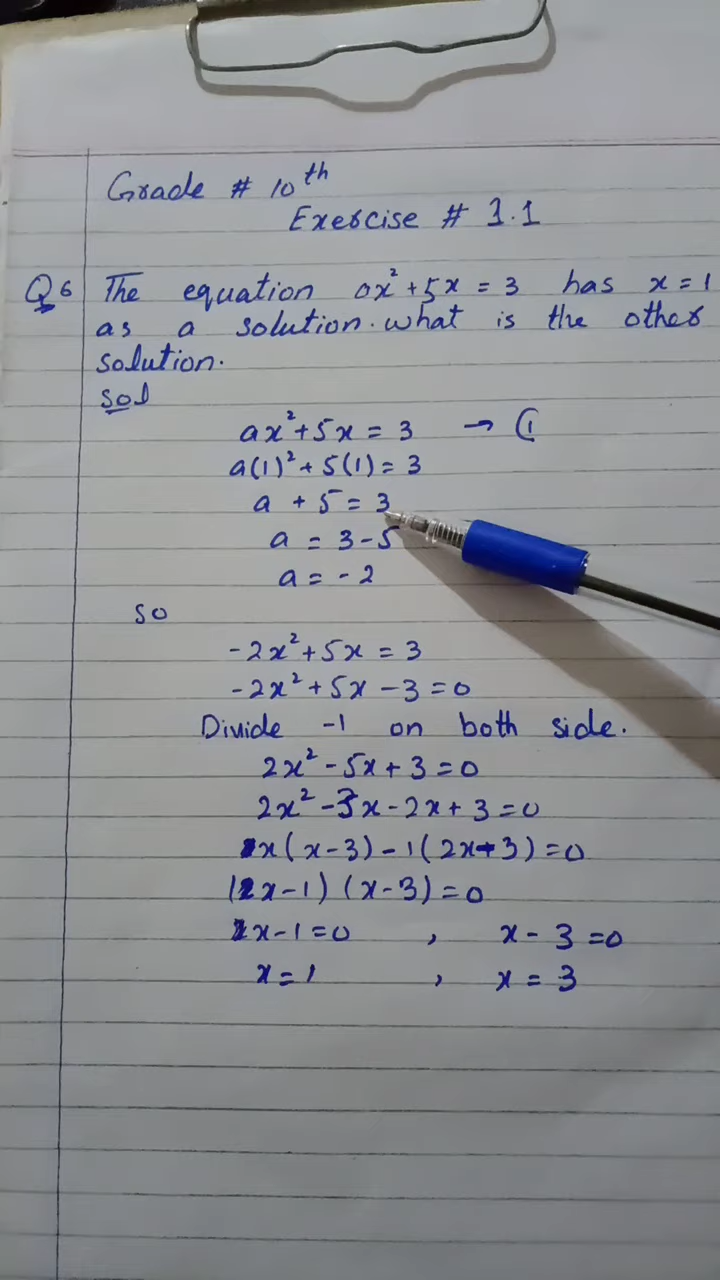 Grade # 10th
Exercise # 1.1
Q6 The equation ax²+5x = 3 has x = 1
as a solution. what is the other
solution.
Sol
ax²+5x = 3 → (1
a(1)² + 5(1) = 3
a + 5 = 3
a = 3-5
a = -2
so
-2x²+5x = 3
-2x²+5x-3=0
Divide -1 on both side.
2x²-5x+3=0
2x²-3x-2x+3=0
x(x-3)-1(2x+3)=0
(2x-1)(x-3)=0
x-1=0 , x-3=0
x=1 , x=3